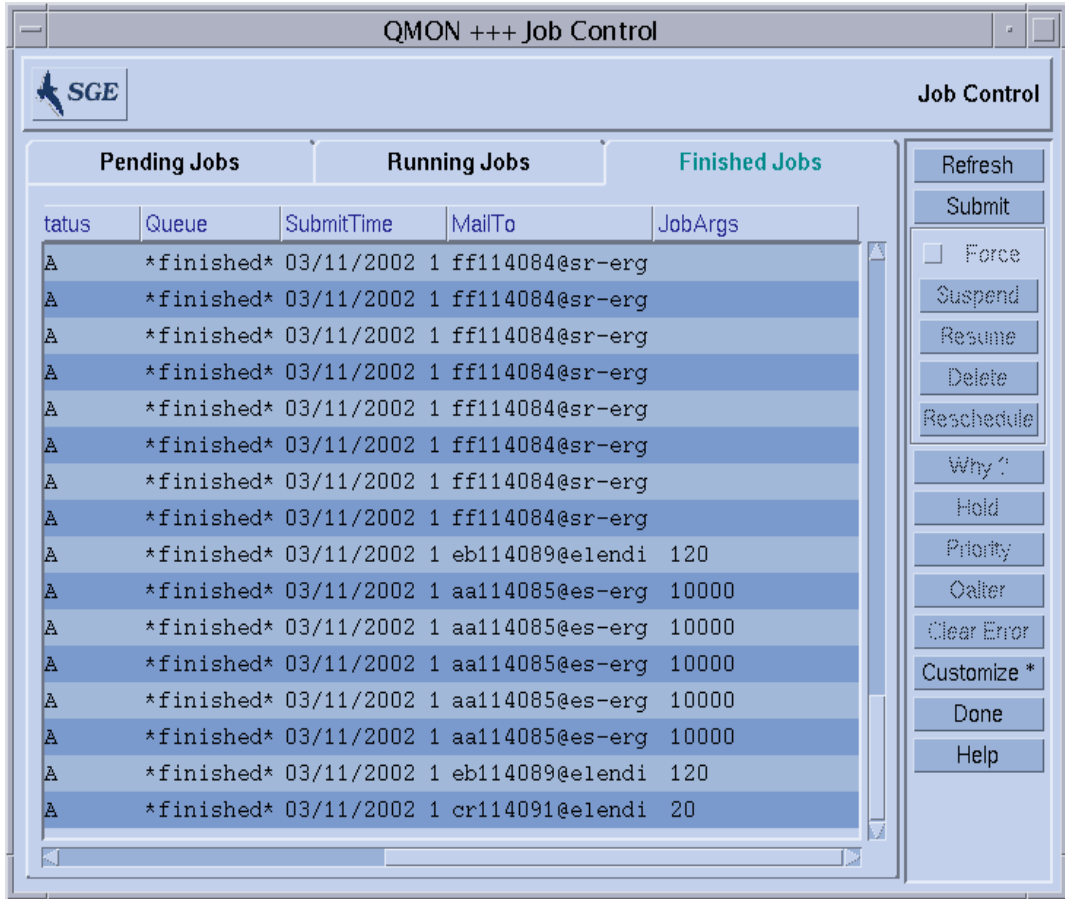 QMON +++ Job Control
SGE
Job Control
Pending Jobs Running Jobs Finished Jobs
tatus Queue SubmitTime MailTo JobArgs
A *finished* 03/11/2002 1 ff114084@sr-erg
A *finished* 03/11/2002 1 ff114084@sr-erg
A *finished* 03/11/2002 1 ff114084@sr-erg
A *finished* 03/11/2002 1 ff114084@sr-erg
A *finished* 03/11/2002 1 ff114084@sr-erg
A *finished* 03/11/2002 1 ff114084@sr-erg
A *finished* 03/11/2002 1 ff114084@sr-erg
A *finished* 03/11/2002 1 ff114084@sr-erg
A *finished* 03/11/2002 1 eb114089@elendi 120
A *finished* 03/11/2002 1 aa114085@es-erg 10000
A *finished* 03/11/2002 1 aa114085@es-erg 10000
A *finished* 03/11/2002 1 aa114085@es-erg 10000
A *finished* 03/11/2002 1 aa114085@es-erg 10000
A *finished* 03/11/2002 1 aa114085@es-erg 10000
A *finished* 03/11/2002 1 eb114089@elendi 120
A *finished* 03/11/2002 1 cr114091@elendi 20
Refresh
Submit
Force
Suspend
Resume
Delete
Reschedule
Why ?
Hold
Priority
Qalter
Clear Error
Customize *
Done
Help